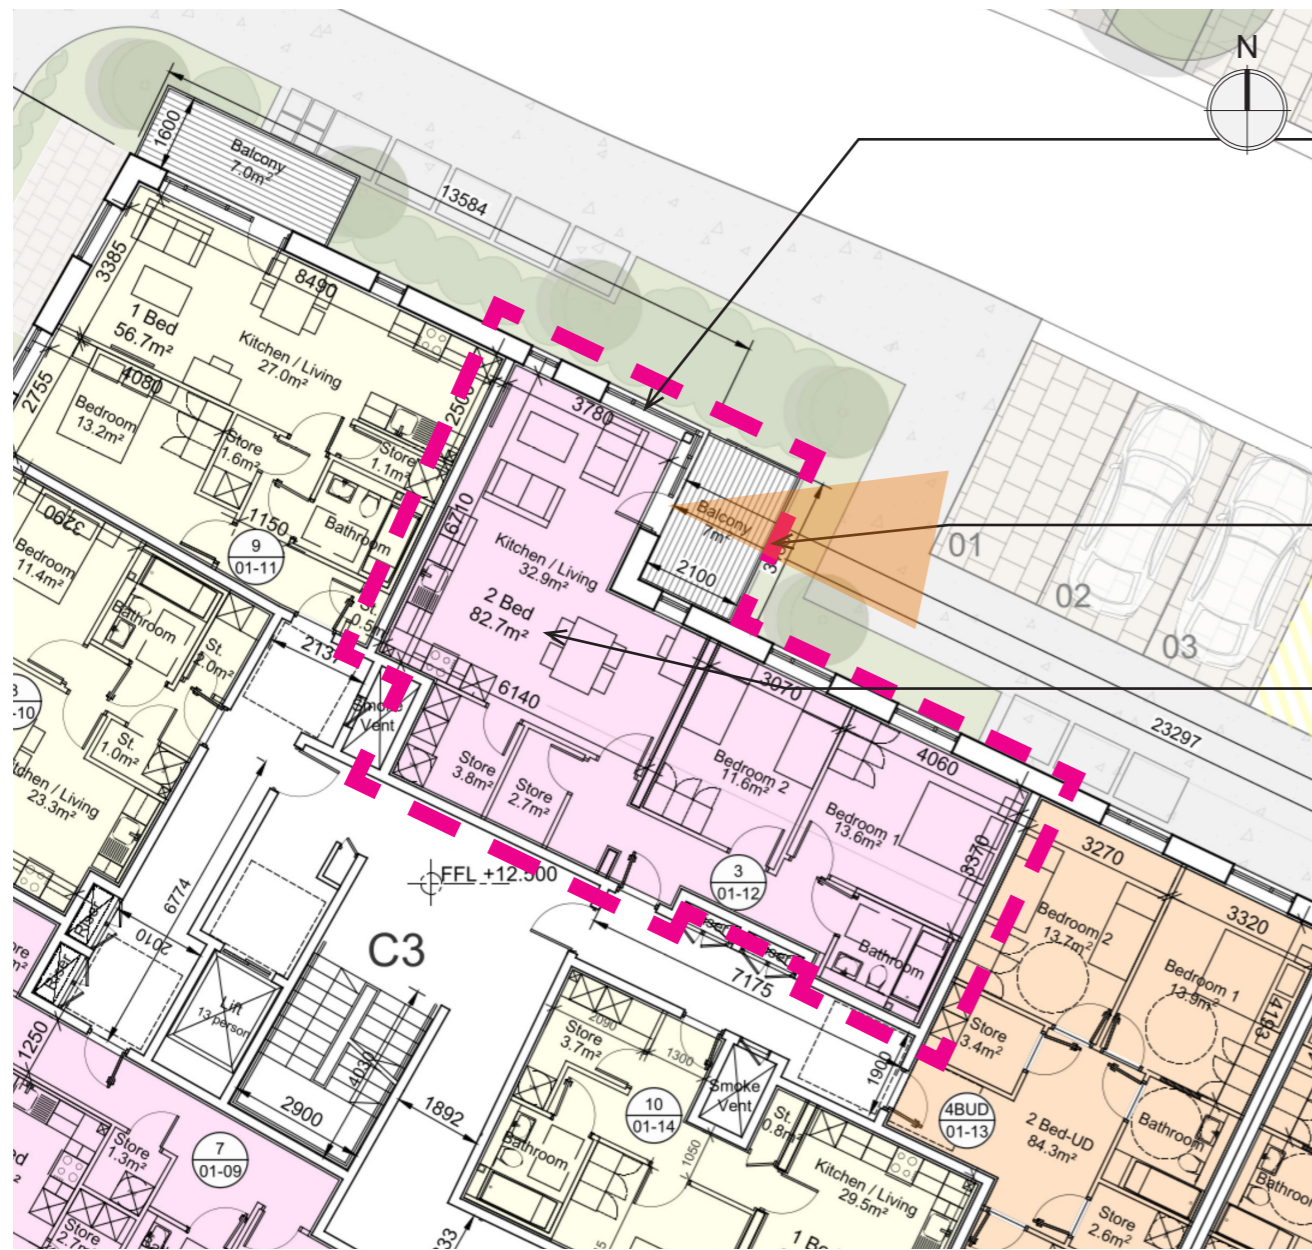 N
1600
Balcony
7.0m²
13584
3385
8490
1 Bed
56.7m²
Kitchen / Living
27.0m²
2755
4080
Bedroom
13.2m²
Store
1.6m²
2500
Store
1.1m²
1150
Bathroom
9
01-11
3290
Bedroom
11.4m²
Bathroom
St.
2.0m²
St.
1.0m²
-10
Kitchen / Living
23.3m²
St.
0.5m
Smoke
Vent
3780
6710
Balcony
7m²
2100
Kitchen / Living
32.9m²
2 Bed
82.7m²
6140
Store
3.8m²
Store
2.7m²
3070
Bedroom 2
11.6m²
4060
Bedroom 1
13.6m²
3370
3
01-12
Bathroom
01
02
03
23297
FFL +12.500
C3
6774
2010
Riser
Riser
Lift
13 person
4030
2900
1892
1250
7175
1900
3270
Bedroom 2
13.7m²
3320
Bedroom 1
13.9m²
4193
Store
3.4m²
4BUD
01-13
2 Bed-UD
84.3m²
Bathroom
Store
2.6m²
Bathroom
2090
Store
3.7m²
1300
10
01-14
Smoke
Vent
St.
0.8m²
1050
Bathroom
Kitchen / Living
29.5m²
7
01-09
Store
1.3m²
Store